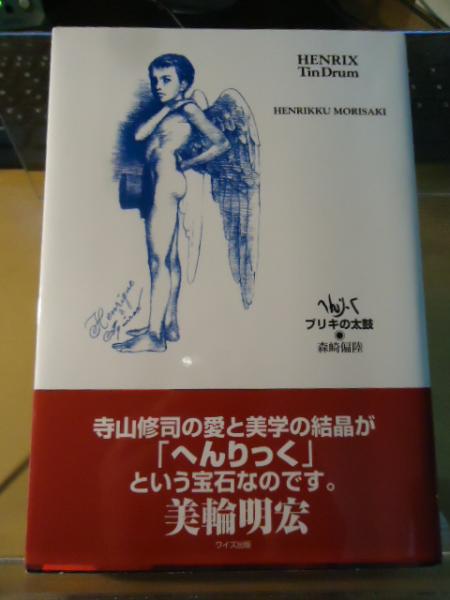 HENRIX
TinDrum
HENRIKKU MORISAKI
へんりっく
ブリキの太鼓
森崎偏陸
Henrique
寺山修司の愛と美学の結晶が
「へんりっく」
という宝石なのです。
美輪明宏
ワイズ出版